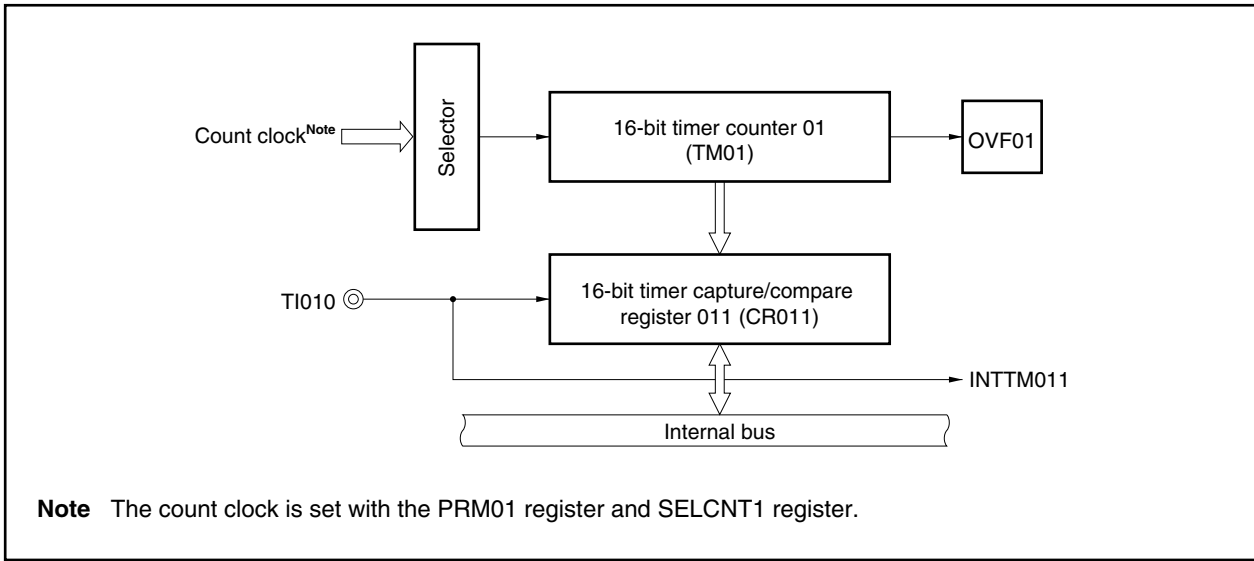 Count clockNote
Selector
16-bit timer counter 01
(TM01)
OVF01
TI010
16-bit timer capture/compare
register 011 (CR011)
INTTM011
Internal bus
Note The count clock is set with the PRM01 register and SELCNT1 register.